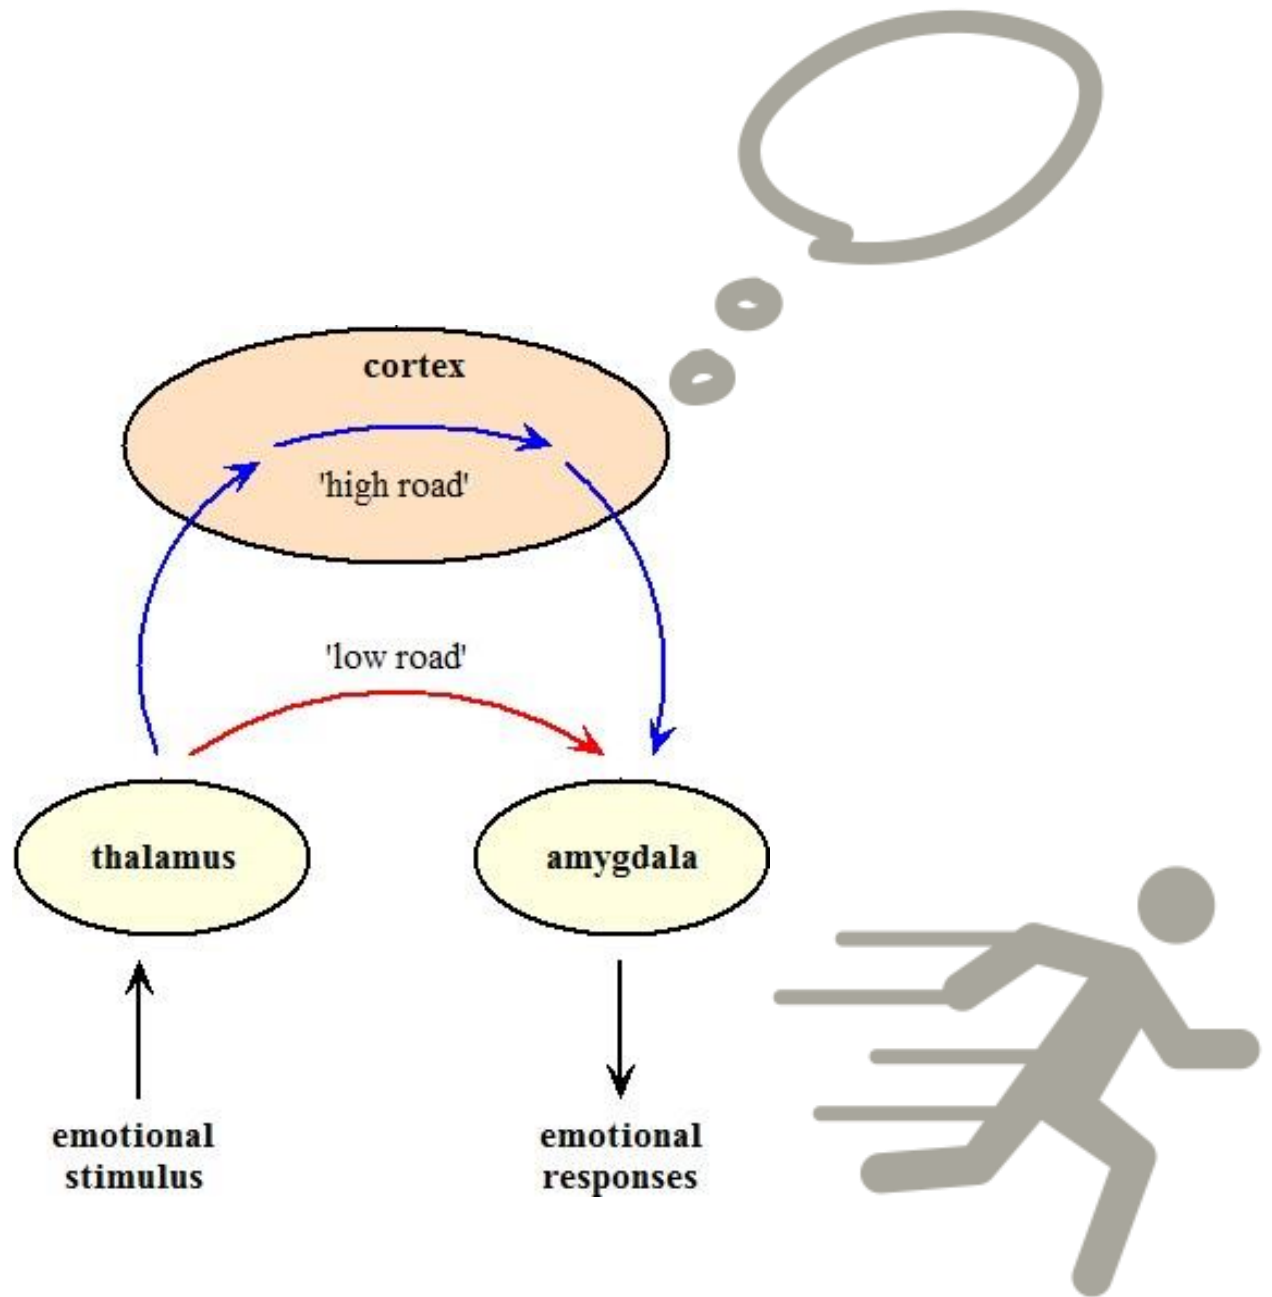 cortex
'high road'
'low road'
thalamus
amygdala
emotional
stimulus
emotional
responses